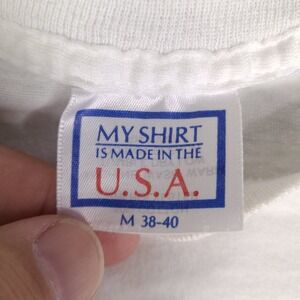 MY SHIRT
IS MADE IN THE
U.S.A.
M 38-40